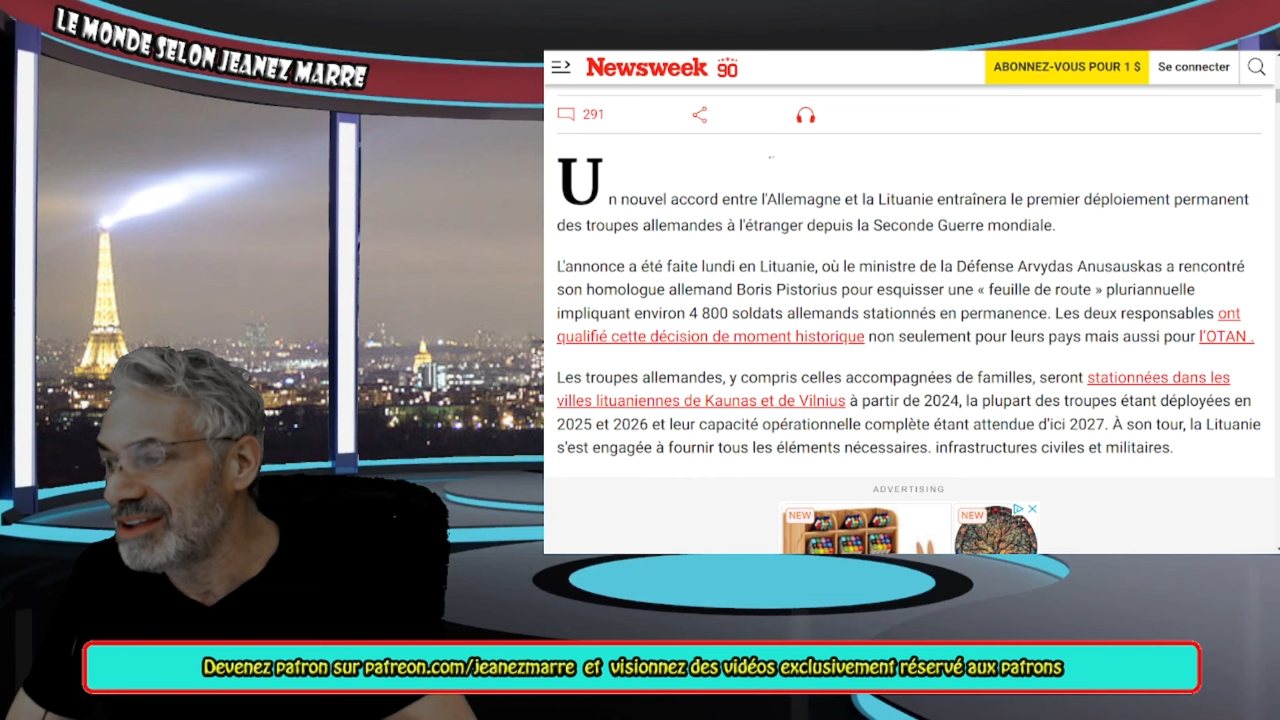 LE MONDE SELON JEANEZ MARRE
Newsweek 90
ABONNEZ-VOUS POUR 1 $
Se connecter
291
Un nouvel accord entre l'Allemagne et la Lituanie entraînera le premier déploiement permanent
des troupes allemandes à l'étranger depuis la Seconde Guerre mondiale.
L'annonce a été faite lundi en Lituanie, où le ministre de la Défense Arvydas Anusauskas a rencontré
son homologue allemand Boris Pistorius pour esquisser une « feuille de route » pluriannuelle
impliquant environ 4 800 soldats allemands stationnés en permanence. Les deux responsables ont
qualifié cette décision de moment historique non seulement pour leurs pays mais aussi pour l'OTAN .
Les troupes allemandes, y compris celles accompagnées de familles, seront stationnées dans les
villes lituaniennes de Kaunas et de Vilnius à partir de 2024, la plupart des troupes étant déployées en
2025 et 2026 et leur capacité opérationnelle complète étant attendue d'ici 2027. À son tour, la Lituanie
s'est engagée à fournir tous les éléments nécessaires. infrastructures civiles et militaires.
ADVERTISING
NEW
NEW
Devenez patron sur patreon.com/jeanezmarre et visionnez des vidéos exclusivement réservé aux patrons